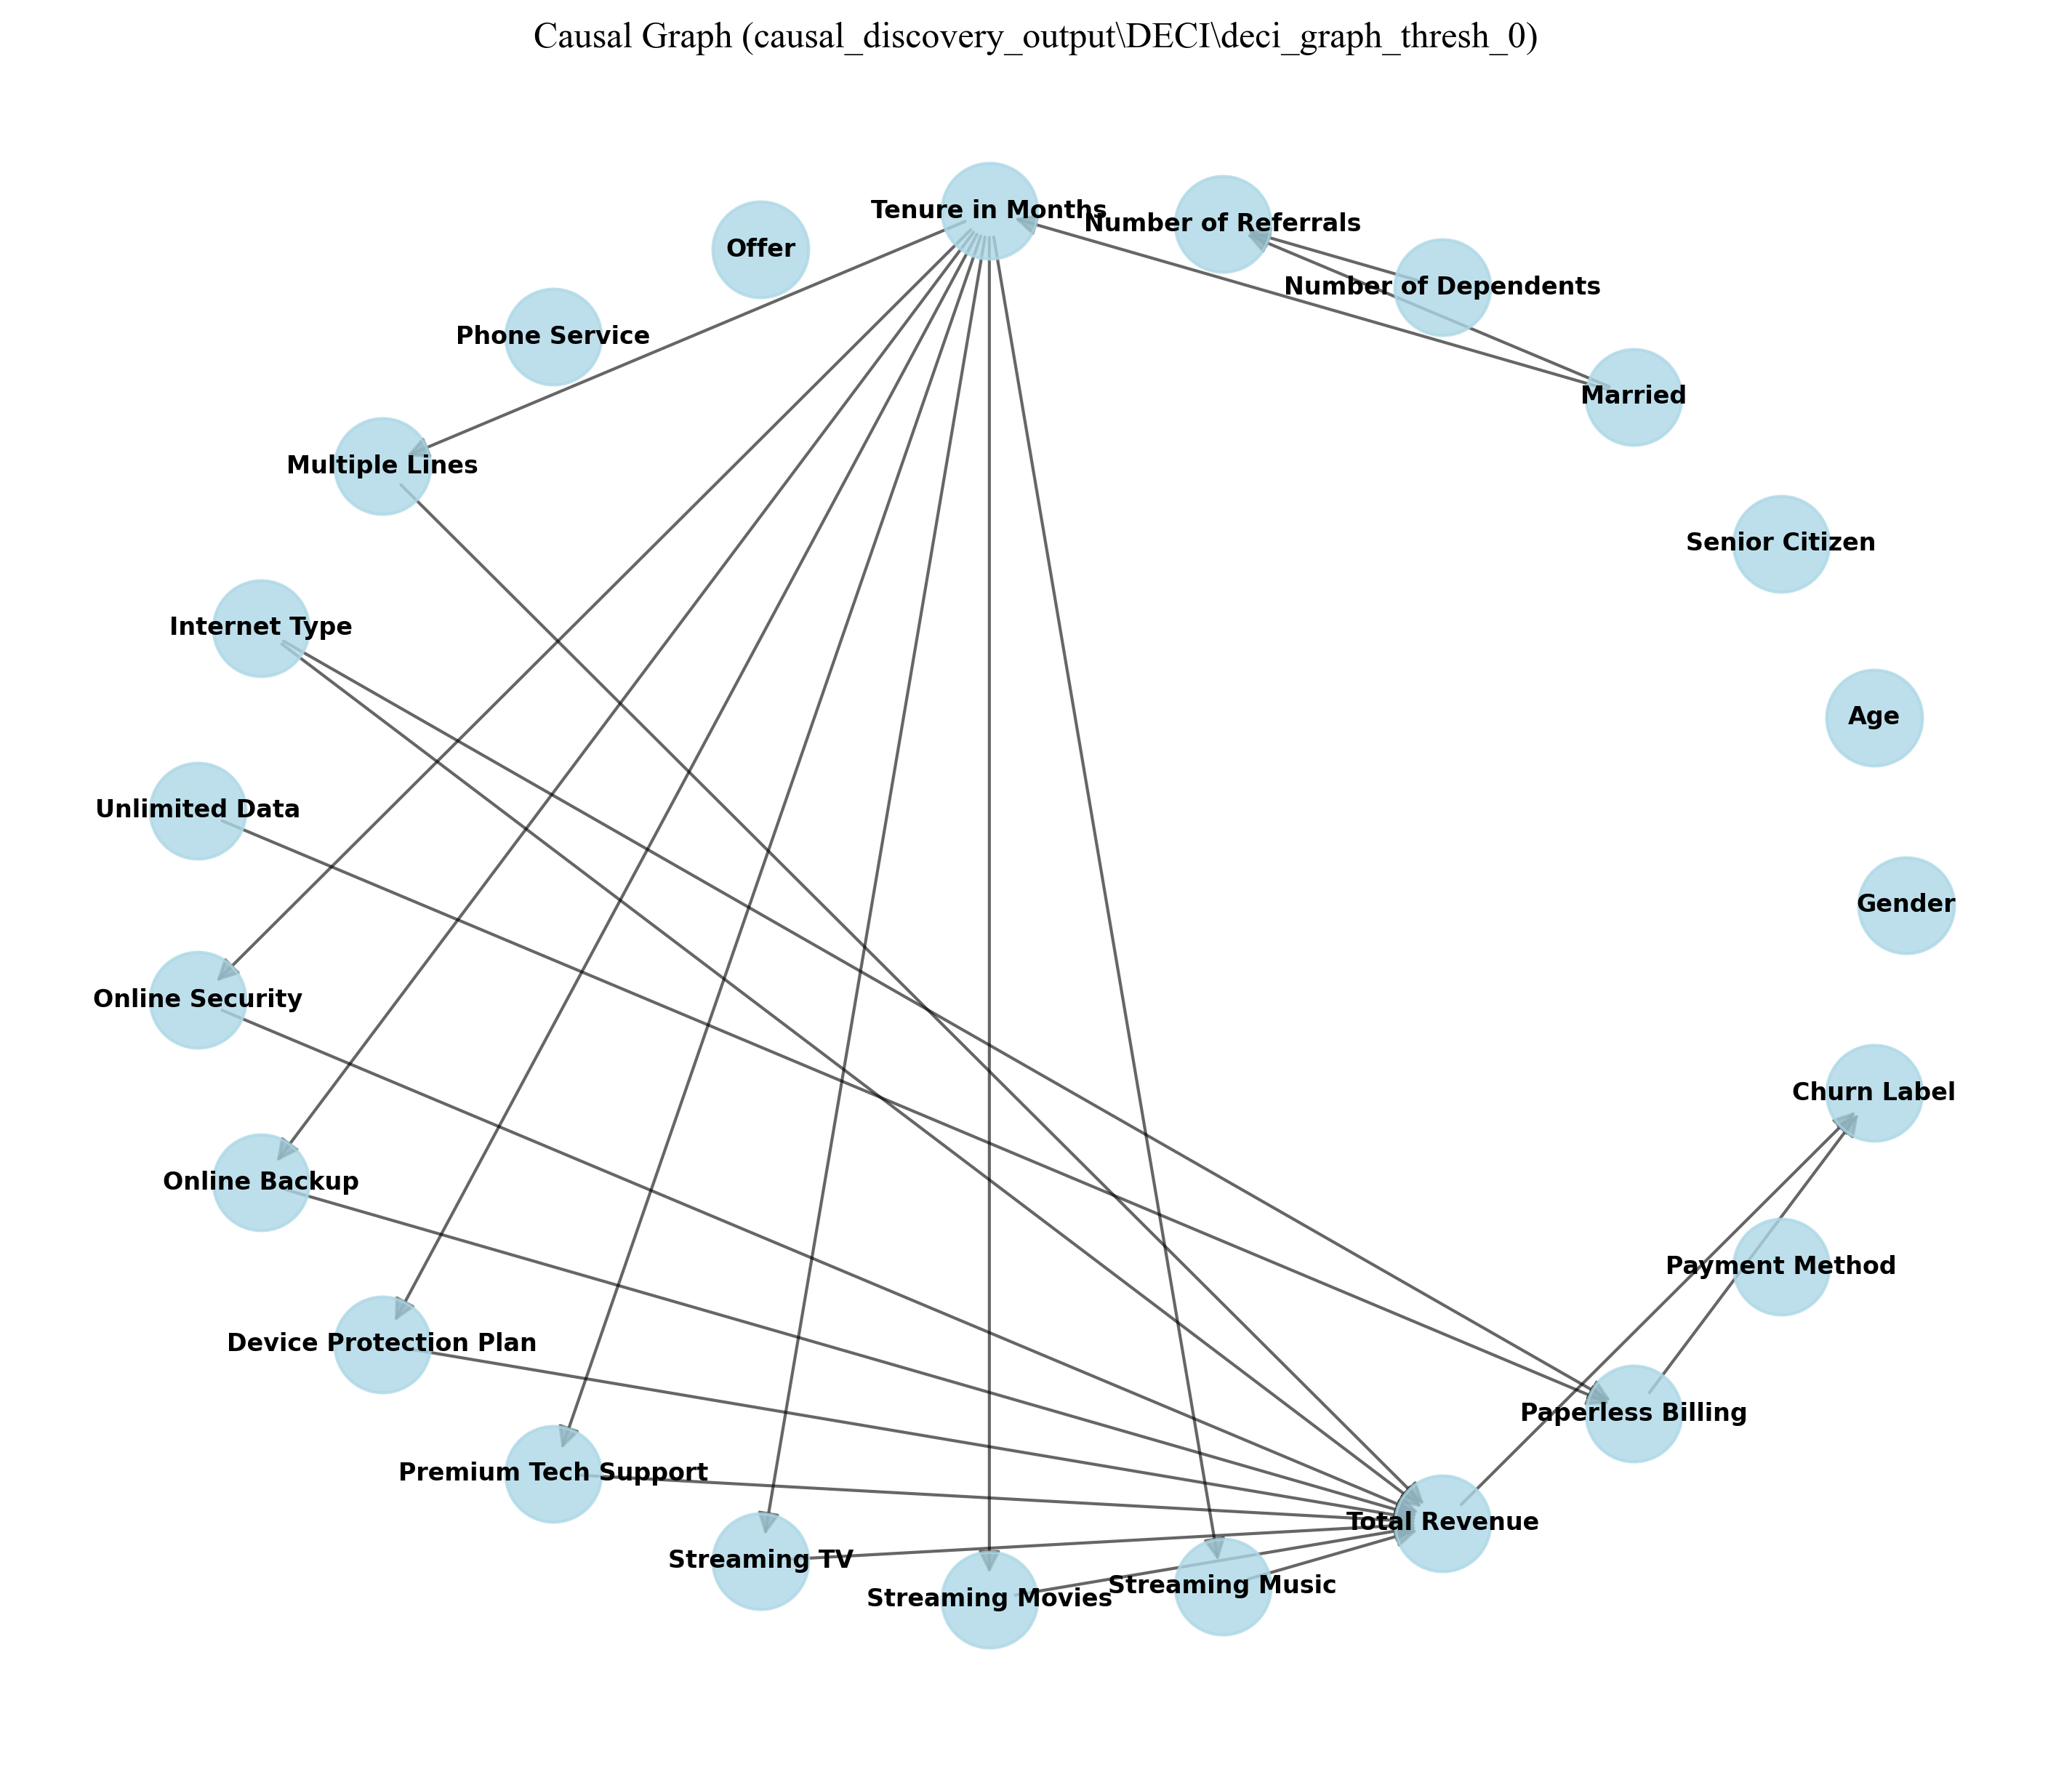 Causal Graph (causal_discovery_output\DECI\deci_graph_thresh_0)
Tenure in Months
Number of Referrals
Offer
Number of Dependents
Phone Service
Married
Multiple Lines
Senior Citizen
Internet Type
Age
Unlimited Data
Gender
Online Security
Churn Label
Online Backup
Payment Method
Device Protection Plan
Paperless Billing
Premium Tech Support
Total Revenue
Streaming TV
Streaming Music
Streaming Movies